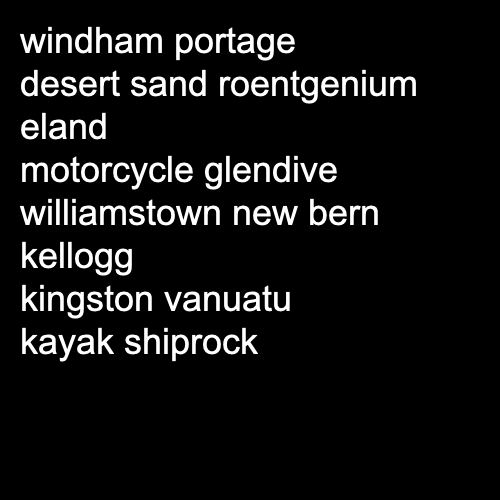 windham portage
desert sand roentgenium
eland
motorcycle glendive
williamstown new bern
kellogg
kingston vanuatu
kayak shiprock